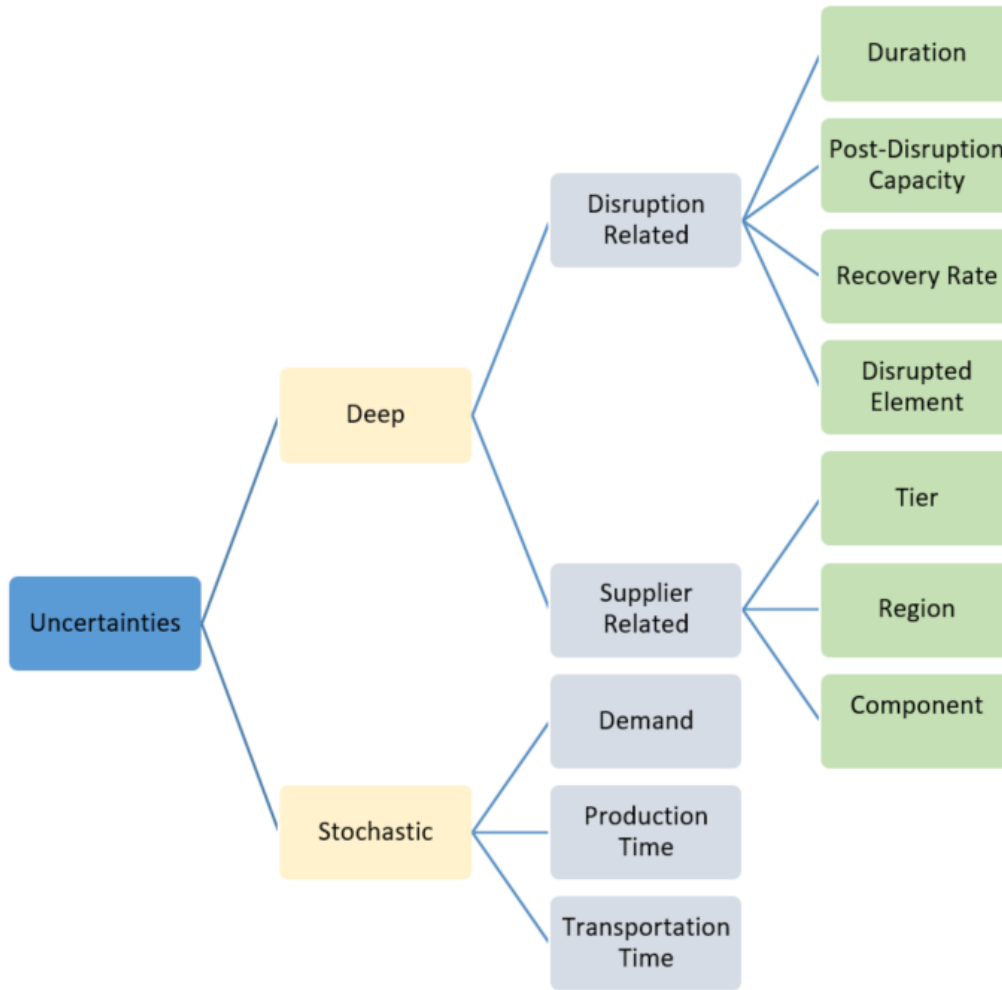 Duration
Post-Disruption
Capacity
Disruption
Related
Recovery Rate
Disrupted
Element
Deep
Tier
Supplier
Related
Region
Uncertainties
Component
Demand
Stochastic
Production
Time
Transportation
Time